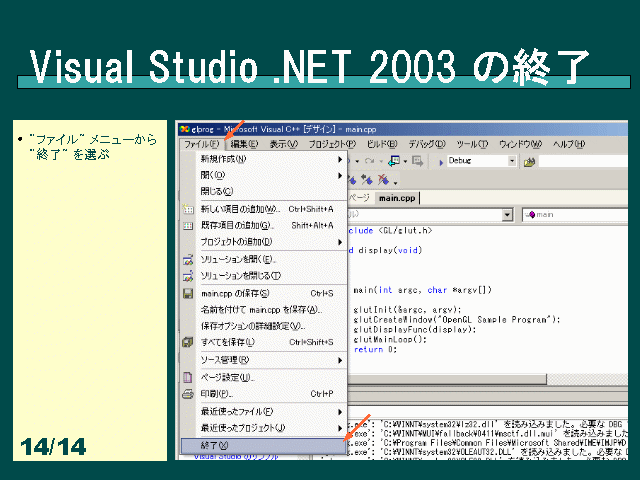 Visual Studio .NET 2003 の終了
• "ファイル" メニューから
"終了" を選ぶ
14/14
glprog - Microsoft Visual C++ [デザイン] - main.cpp
ファイル(F) 編集(E) 表示(V) プロジェクト(P) ビルド(B) デバッグ(D) ツール(T) ウィンドウ(W) ヘルプ(H)
Debug
新規作成(N)
開く(O)
閉じる(C)
新しい項目の追加(W)... Ctrl+Shift+A
既存項目の追加(G)... Shift+Alt+A
プロジェクトの追加(D)
ソリューションを開く(E)...
ソリューションを閉じる(T)
main.cpp の保存(S) Ctrl+S
名前を付けて main.cpp を保存(A)...
保存オプションの詳細設定(V)...
すべてを保存(L) Ctrl+Shift+S
ソース管理(R)
ページ設定(U)...
印刷(P)... Ctrl+P
最近使ったファイル(F)
最近使ったプロジェクト(J)
終了(X)
Visual Studio のサンプル
ページ main.cpp
main
clude <GL/glut.h>
d display(void)
main(int argc, char *argv[])
glutInit(&argc, argv);
glutCreateWindow("OpenGL Sample Program");
glutDisplayFunc(display);
glutMainLoop();
return 0;
.exe': 'C:¥WINNT¥system32¥lz32.dll' を読み込みました。必要な DBG
.exe': 'C:¥WINNT¥MUI¥fallback¥0411¥msctf.dll.mui' を読み込みました
.exe': 'C:¥Program Files¥Common Files¥Microsoft Shared¥IME¥IMJP¥D
.exe': 'C:¥WINNT¥system32¥OLEAUT32.DLL' を読み込みました。必要な